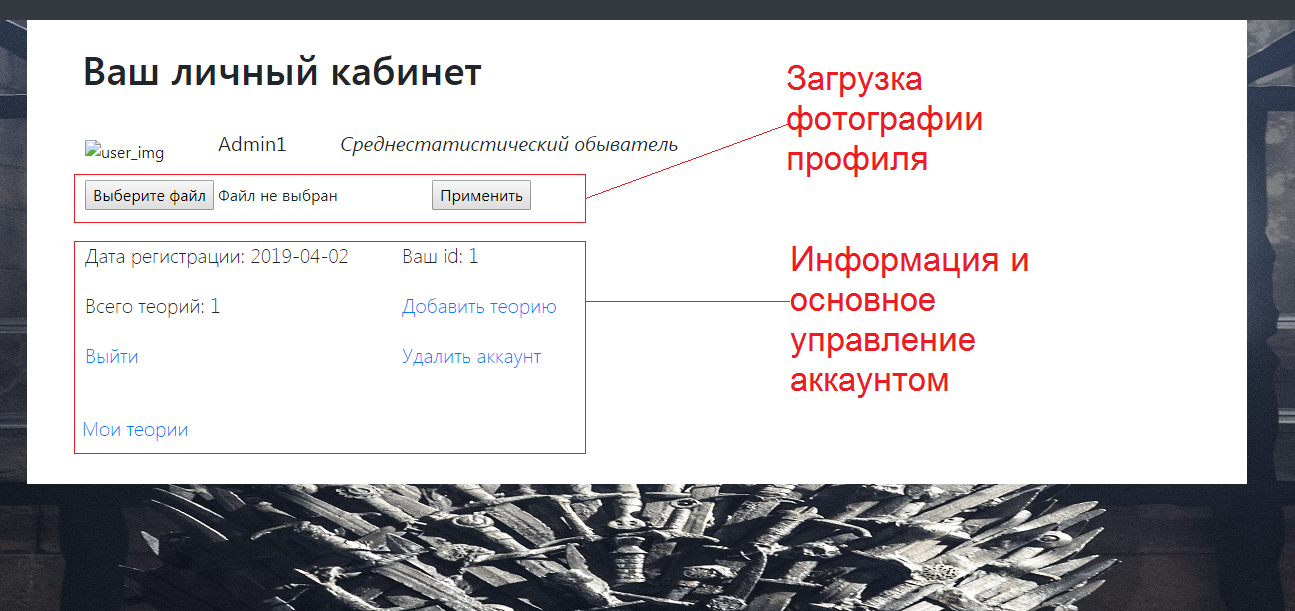 Ваш личный кабинет
user_img
Admin1
Среднестатистический обыватель
Выберите файл Файл не выбран
Применить
Дата регистрации: 2019-04-02
Ваш id: 1
Всего теорий: 1
Добавить теорию
Выйти
Удалить аккаунт
Мои теории
Загрузка
фотографии
профиля
Информация и
основное
управление
аккаунтом